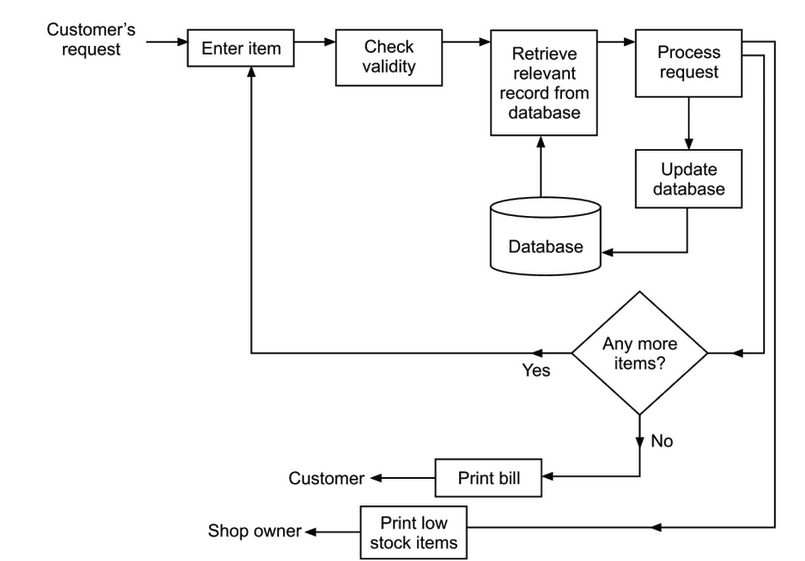 Customer's
request
Enter item
Check
validity
Retrieve
relevant
record from
database
Process
request
Update
database
Database
Any more
items?
Yes
No
Customer
Print bill
Shop owner
Print low
stock items